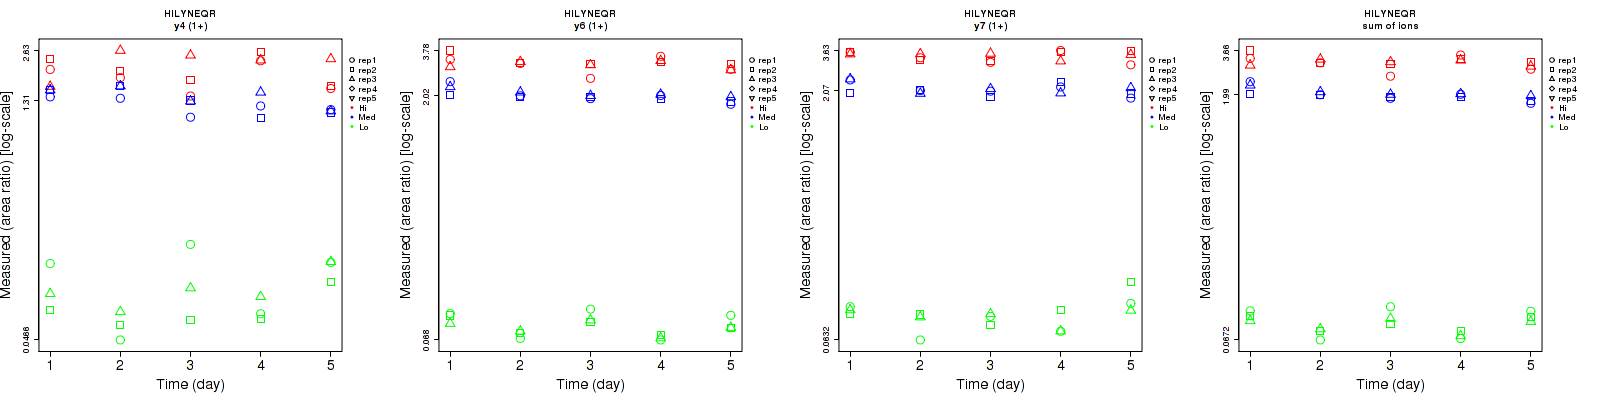 HILYNEQR
y4 (1+)
Measured (area ratio) [log-scale]
2.63
1.31
0.0466
1 2 3 4 5
Time (day)
rep1
rep2
rep3
rep4
rep5
Hi
Med
Lo
HILYNEQR
y6 (1+)
Measured (area ratio) [log-scale]
3.78
2.02
0.068
1 2 3 4 5
Time (day)
rep1
rep2
rep3
rep4
rep5
Hi
Med
Lo
HILYNEQR
y7 (1+)
Measured (area ratio) [log-scale]
3.63
2.07
0.0632
1 2 3 4 5
Time (day)
rep1
rep2
rep3
rep4
rep5
Hi
Med
Lo
HILYNEQR
sum of ions
Measured (area ratio) [log-scale]
3.66
1.99
0.0672
1 2 3 4 5
Time (day)
rep1
rep2
rep3
rep4
rep5
Hi
Med
Lo